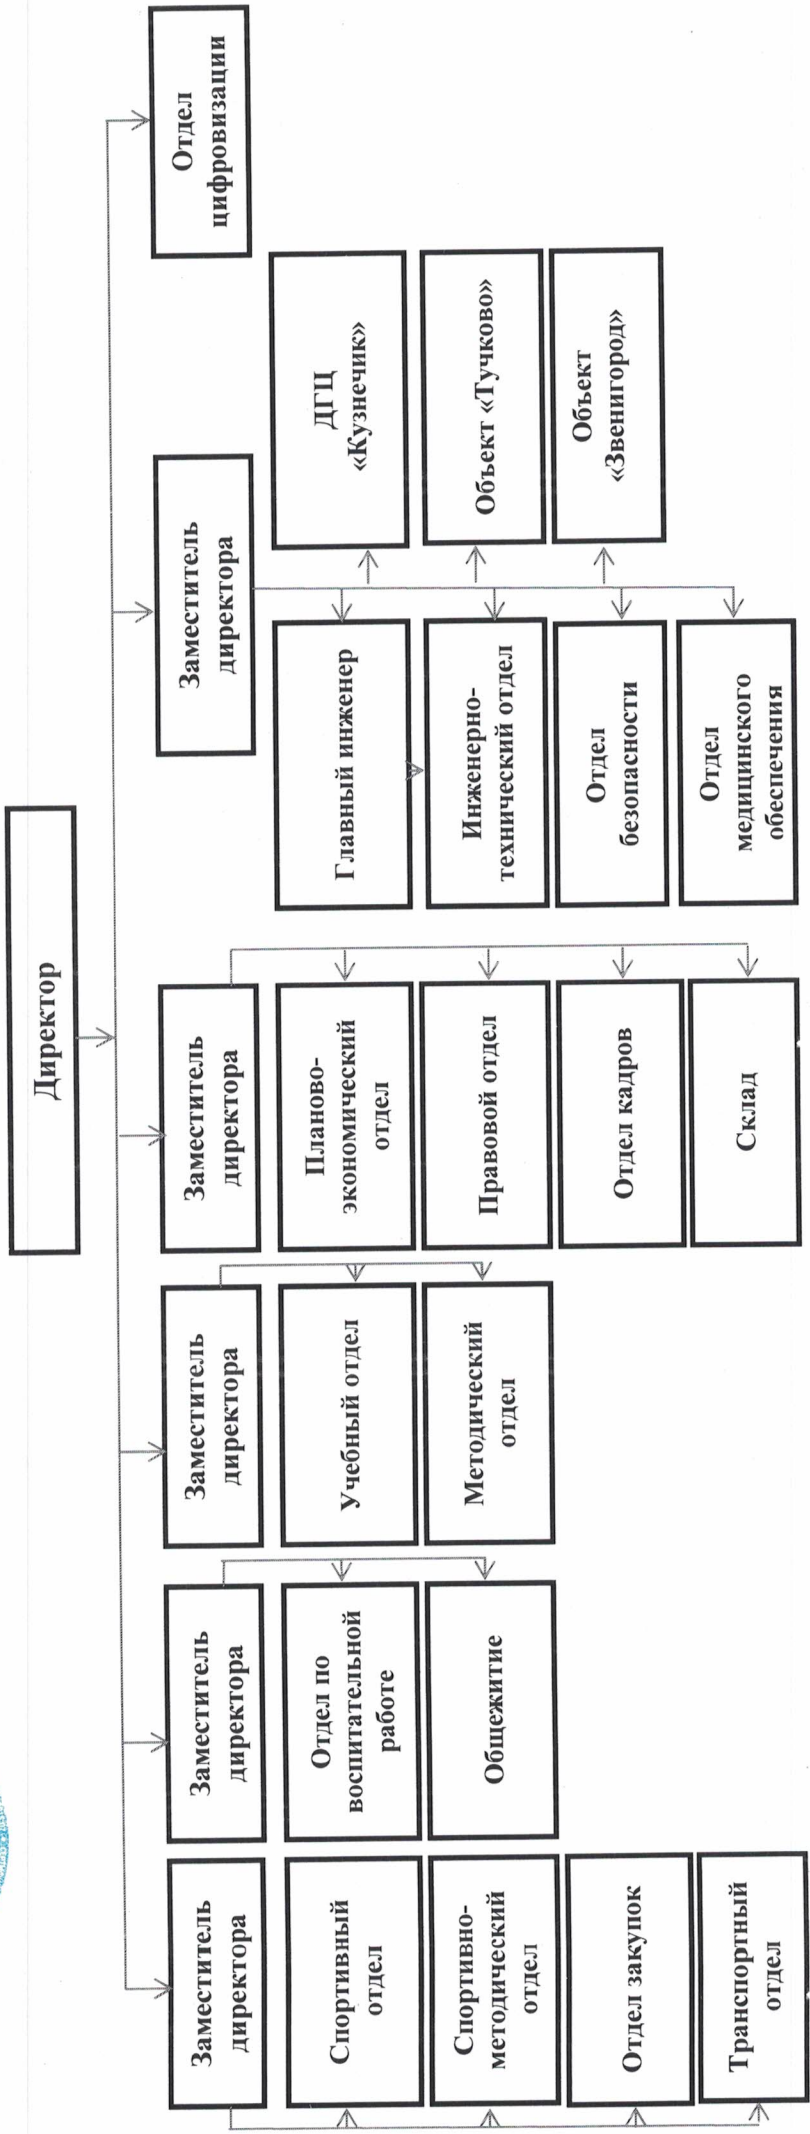 Директор
Заместитель
директора
Спортивный
отдел
Спортивно-
методический
отдел
Отдел закупок
Транспортный
отдел
Заместитель
директора
Отдел по
воспитательной
работе
Общежитие
Заместитель
директора
Учебный отдел
Методический
отдел
Заместитель
директора
Планово-
экономический
отдел
Правовой отдел
Отдел кадров
Склад
Заместитель
директора
Главный инженер
Инженерно-
технический отдел
Отдел
безопасности
Отдел
медицинского
обеспечения
ДГЦ
«Кузнечик»
Объект «Тучково»
Объект
«Звенигород»
Отдел
цифровизации